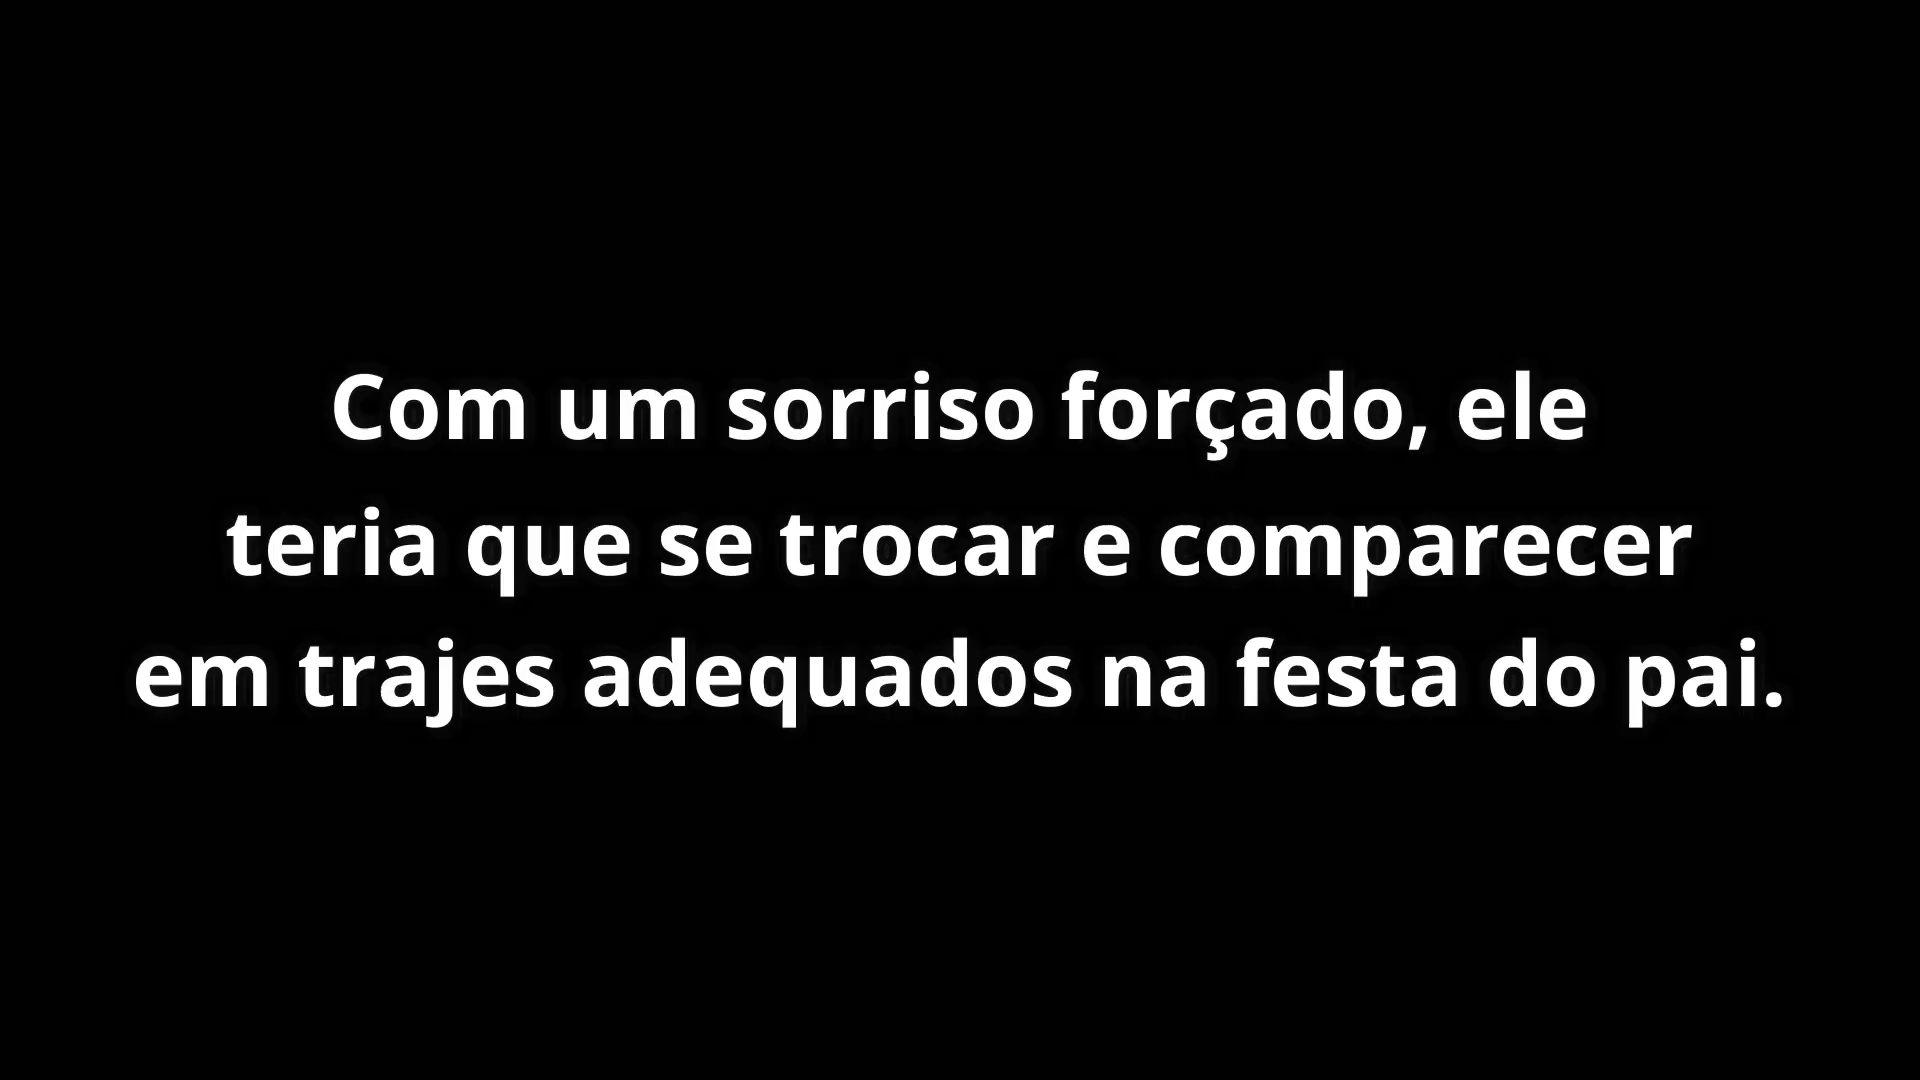 Com um sorriso forçado, ele
teria que se trocar e comparecer
em trajes adequados na festa do pai.